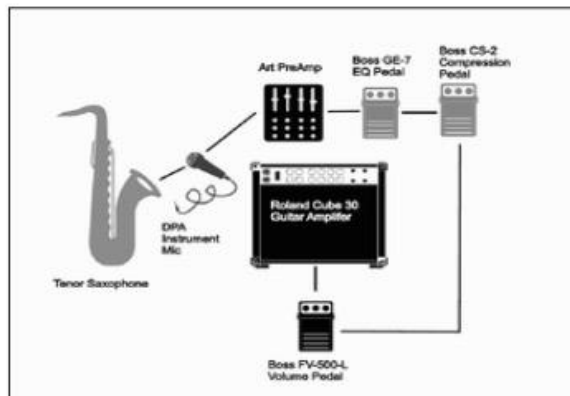 Art PreAmp
Boss GE-7
EQ Pedal
Boss CS-2
Compression
Pedal
Roland Cube 30
Guitar Amplifer
DPA
Instrument
Mic
Tenor Saxophone
Boss FV-500-L
Volume Pedal